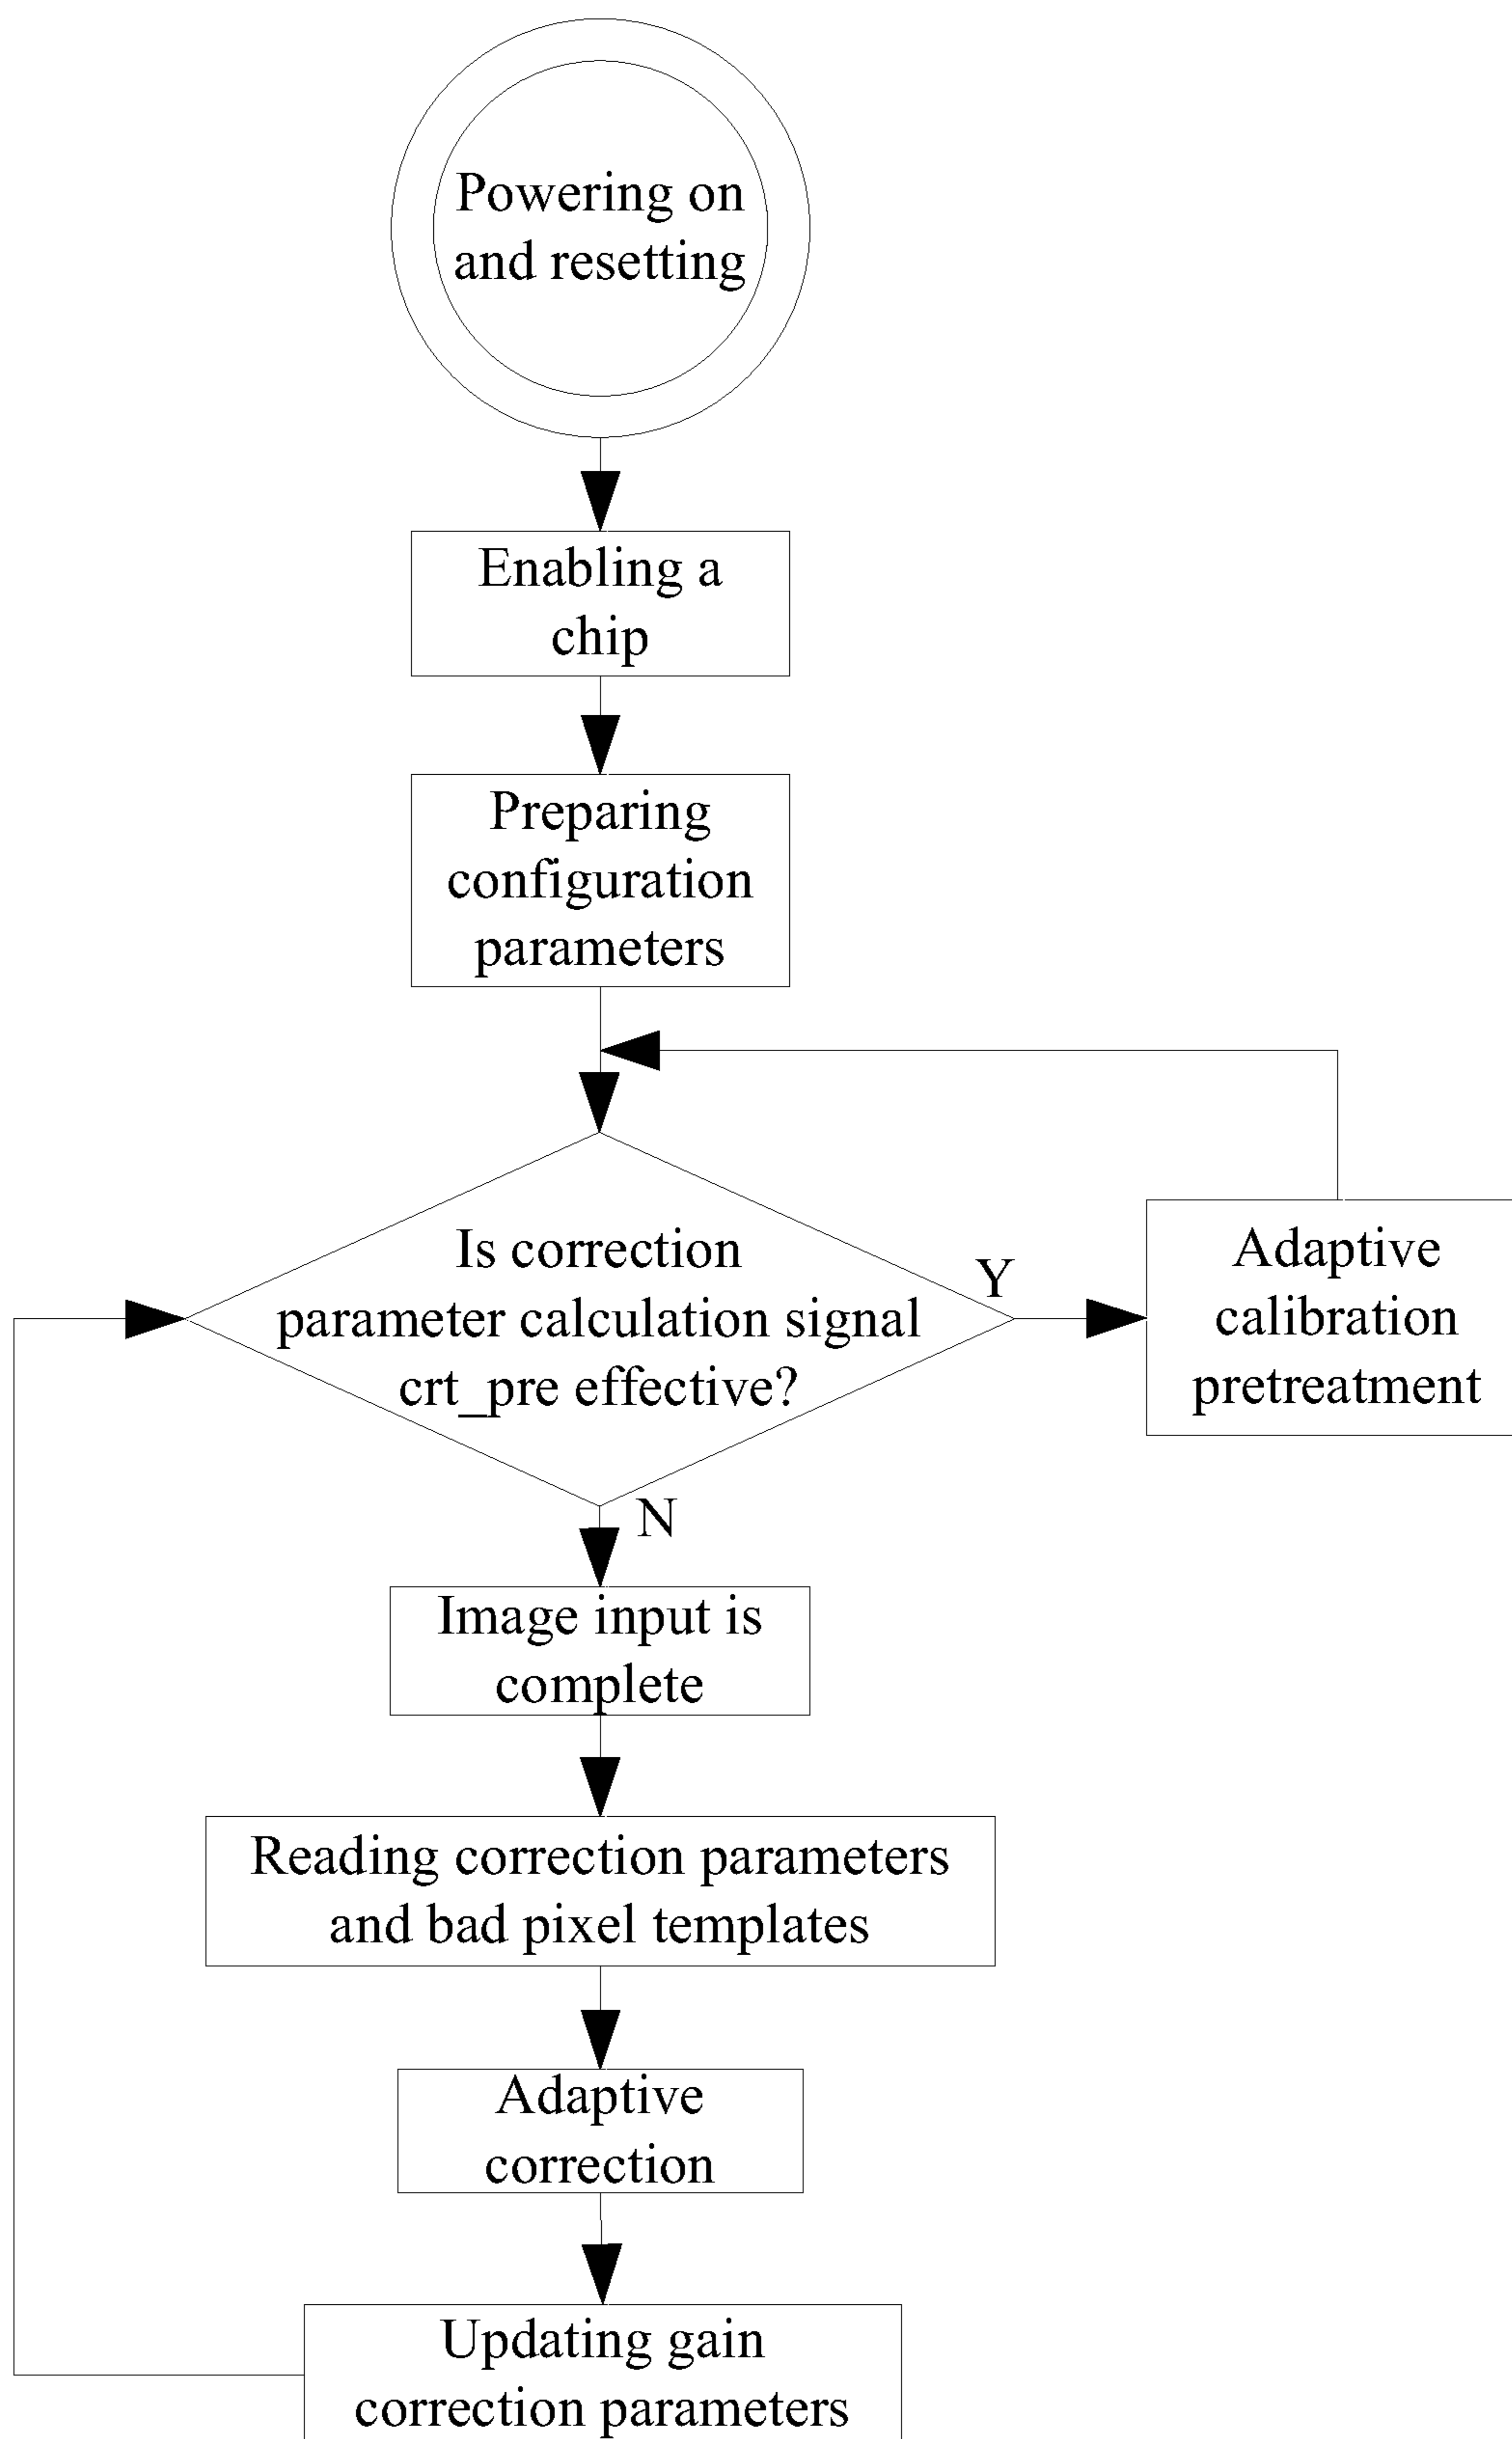 Powering on
and resetting
Enabling a
chip
Preparing
configuration
parameters
Is correction
parameter calculation signal
crt_pre effective?
Y
Adaptive
calibration
pretreatment
N
Image input is
complete
Reading correction parameters
and bad pixel templates
Adaptive
correction
Updating gain
correction parameters